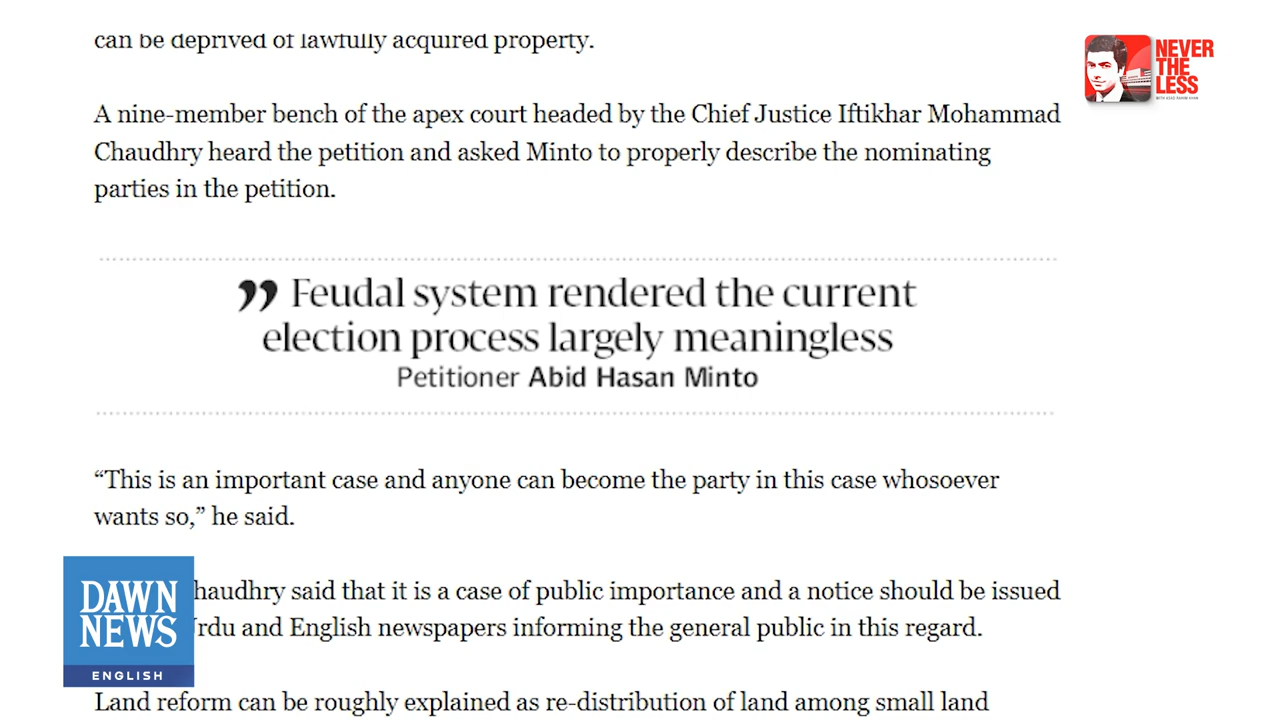 can be deprived of lawfully acquired property.
NEVER
THE
LESS
WITH ASAD RAHIM KHAN
A nine-member bench of the apex court headed by the Chief Justice Iftikhar Mohammad
Chaudhry heard the petition and asked Minto to properly describe the nominating
parties in the petition.
” Feudal system rendered the current
election process largely meaningless
Petitioner Abid Hasan Minto
“This is an important case and anyone can become the party in this case whosoever
wants so,” he said.
haudhry said that it is a case of public importance and a notice should be issued
rdu and English newspapers informing the general public in this regard.
DAWN
NEWS
ENGLISH
Land reform can be roughly explained as re-distribution of land among small land